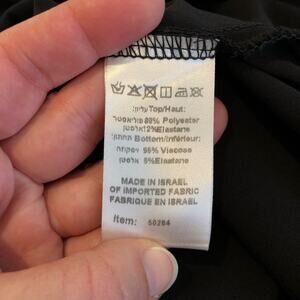 עליון:Top/Haut:
פוליאסטר 88% Polyester
אלסטן 12%Elastane
תחתון: Bottom/Inférieur:
ויסקוזה 95% Viscose
אלסטן 5%Elastane
MADE IN ISRAEL
OF IMPORTED FABRIC
FABRIQUE EN ISRAEL
Item: 50264